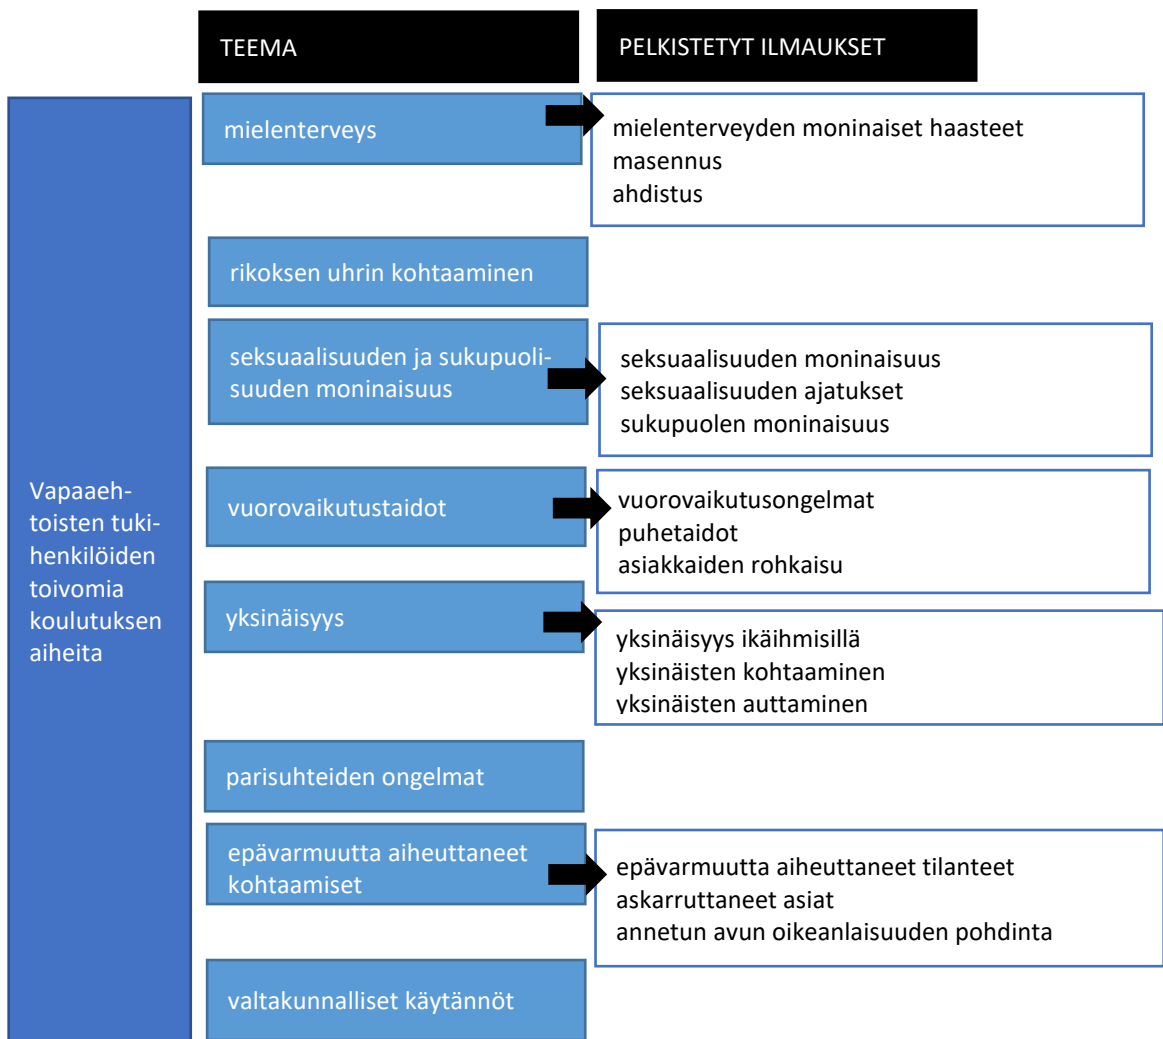 TEEMA
PELKISTETYT ILMAUKSET
Vapaaeh-
toisten tuki-
henkilöiden
toivomia
koulutuksen
aiheita
mielenterveys
mielenterveyden moninaiset haasteet
masennus
ahdistus
rikoksen uhrin kohtaaminen
seksuaalisuuden ja sukupuoli-
suuden moninaisuus
seksuaalisuuden moninaisuus
seksuaalisuuden ajatukset
sukupuolen moninaisuus
vuorovaikutustaidot
vuorovaikutusongelmat
puhetaidot
asiakkaiden rohkaisu
yksinäisyys
yksinäisyys ikäihmisillä
yksinäisten kohtaaminen
yksinäisten auttaminen
parisuhteiden ongelmat
epävarmuutta aiheuttaneet
kohtaamiset
epävarmuutta aiheuttaneet tilanteet
askarruttaneet asiat
annetun avun oikeanlaisuuden pohdinta
valtakunnalliset käytännöt